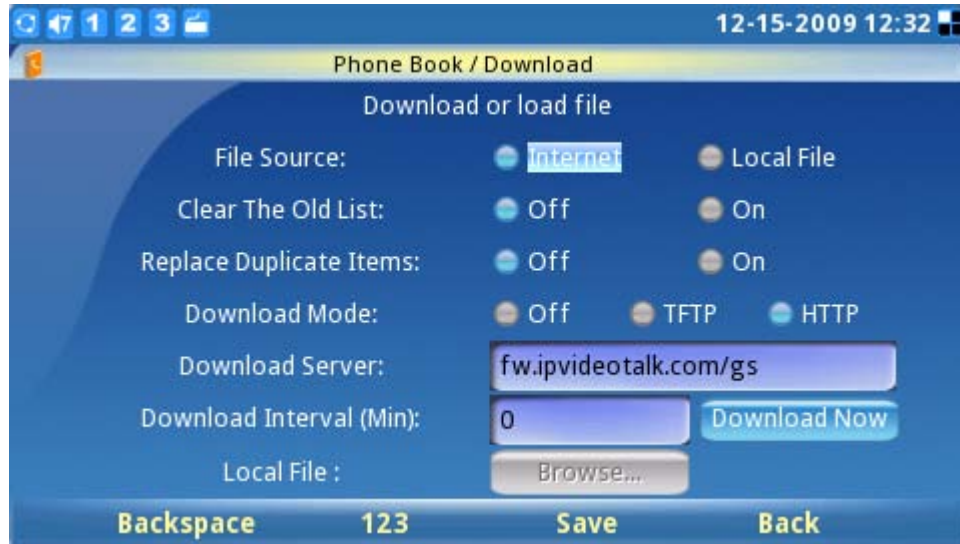 1 2 3 12-15-2009 12:32
Phone Book / Download
Download or load file
File Source: Internet Local File
Clear The Old List: Off On
Replace Duplicate Items: Off On
Download Mode: Off TFTP HTTP
Download Server: fw.ipvideotalk.com/gs
Download Interval (Min): 0 Download Now
Local File : Browse...
Backspace 123 Save Back